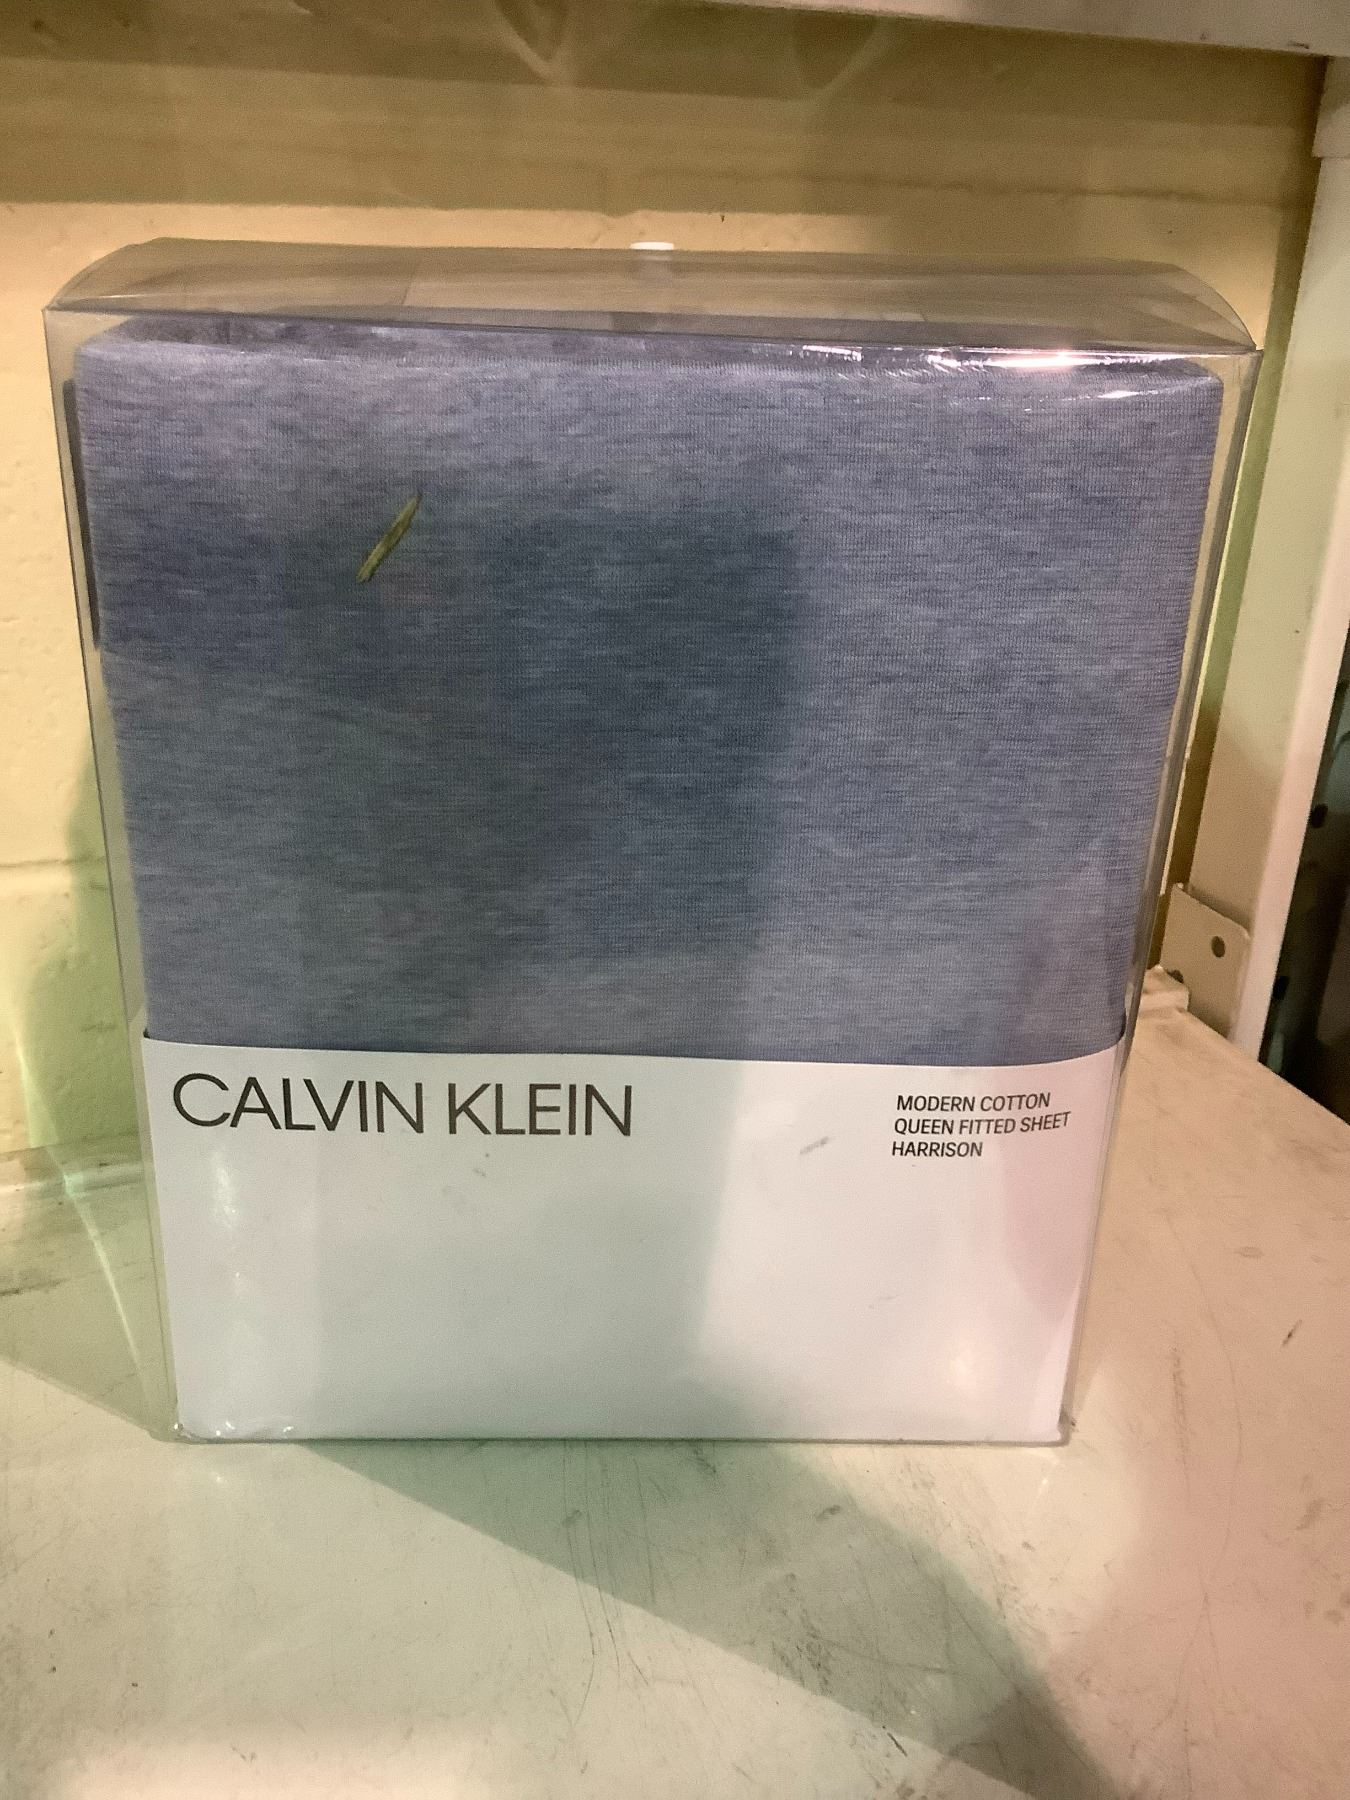 CALVIN KLEIN
MODERN COTTON
QUEEN FITTED SHEET
HARRISON